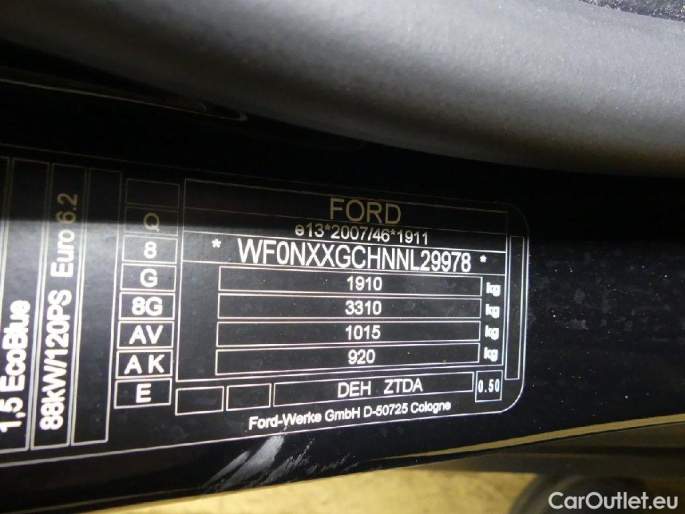 FORD
e13*2007/46*1911
* WF0NXXGCHNNL29978 *
1910 kg
3310 kg
1015 kg
920 kg
DEH ZTDA 0.50
Ford-Werke GmbH D-50725 Cologne
Q
8
G
8G
AV
AK
E
Euro 6.2
88kW/120PS
1,5 EcoBlue
CarOutlet.eu